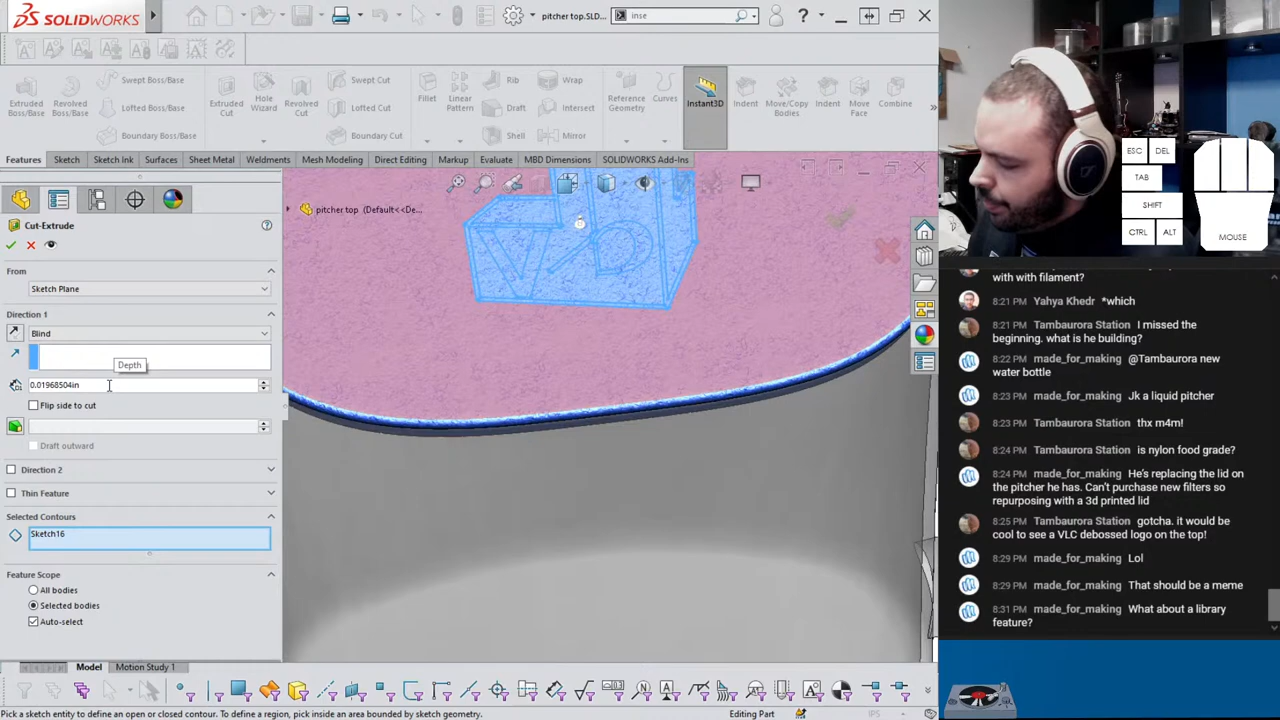 SOLIDWORKS
pitcher top.SLD...
inse
Extruded Boss/Base
Revolved Boss/Base
Swept Boss/Base
Lofted Boss/Base
Boundary Boss/Base
Extruded Cut
Hole Wizard
Revolved Cut
Swept Cut
Lofted Cut
Boundary Cut
Fillet
Linear Pattern
Rib
Draft
Shell
Wrap
Intersect
Mirror
Reference Geometry
Curves
Instant3D
Indent
Move/Copy Bodies
Indent
Move Face
Combine
Features
Sketch
Sketch Ink
Surfaces
Sheet Metal
Weldments
Mesh Modeling
Direct Editing
Markup
Evaluate
MBD Dimensions
SOLIDWORKS Add-Ins
pitcher top (Default<<De...
Cut-Extrude
From
Sketch Plane
Direction 1
Blind
Depth
0.01968504in
Flip side to cut
Draft outward
Direction 2
Thin Feature
Selected Contours
Sketch16
Feature Scope
All bodies
Selected bodies
Auto-select
Model
Motion Study 1
Pick a sketch entity to define an open or closed contour. To define a region, pick inside an area bounded by sketch geometry.
Editing Part
IPS
ESC
DEL
TAB
SHIFT
CTRL
ALT
MOUSE
with with filament?
8:21 PM Yahya Khedr *which
8:21 PM Tambaurora Station I missed the
beginning. what is he building?
8:22 PM made_for_making @Tambaurora new
water bottle
8:23 PM made_for_making Jk a liquid pitcher
8:23 PM Tambaurora Station thx m4m!
8:24 PM Tambaurora Station is nylon food grade?
8:24 PM made_for_making He's replacing the lid on
the pitcher he has. Can't purchase new filters so
repurposing with a 3d printed lid
8:25 PM Tambaurora Station gotcha. it would be
cool to see a VLC debossed logo on the top!
8:29 PM made_for_making Lol
8:29 PM made_for_making That should be a meme
8:31 PM made_for_making What about a library
feature?